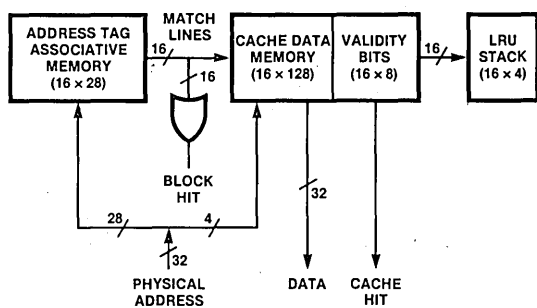 ADDRESS TAG
ASSOCIATIVE
MEMORY
(16 × 28)
16
MATCH
LINES
16
CACHE DATA
MEMORY
(16 × 128)
VALIDITY
BITS
(16 × 8)
16
LRU
STACK
(16 × 4)
BLOCK
HIT
28
4
32
32
PHYSICAL
ADDRESS
DATA
CACHE
HIT